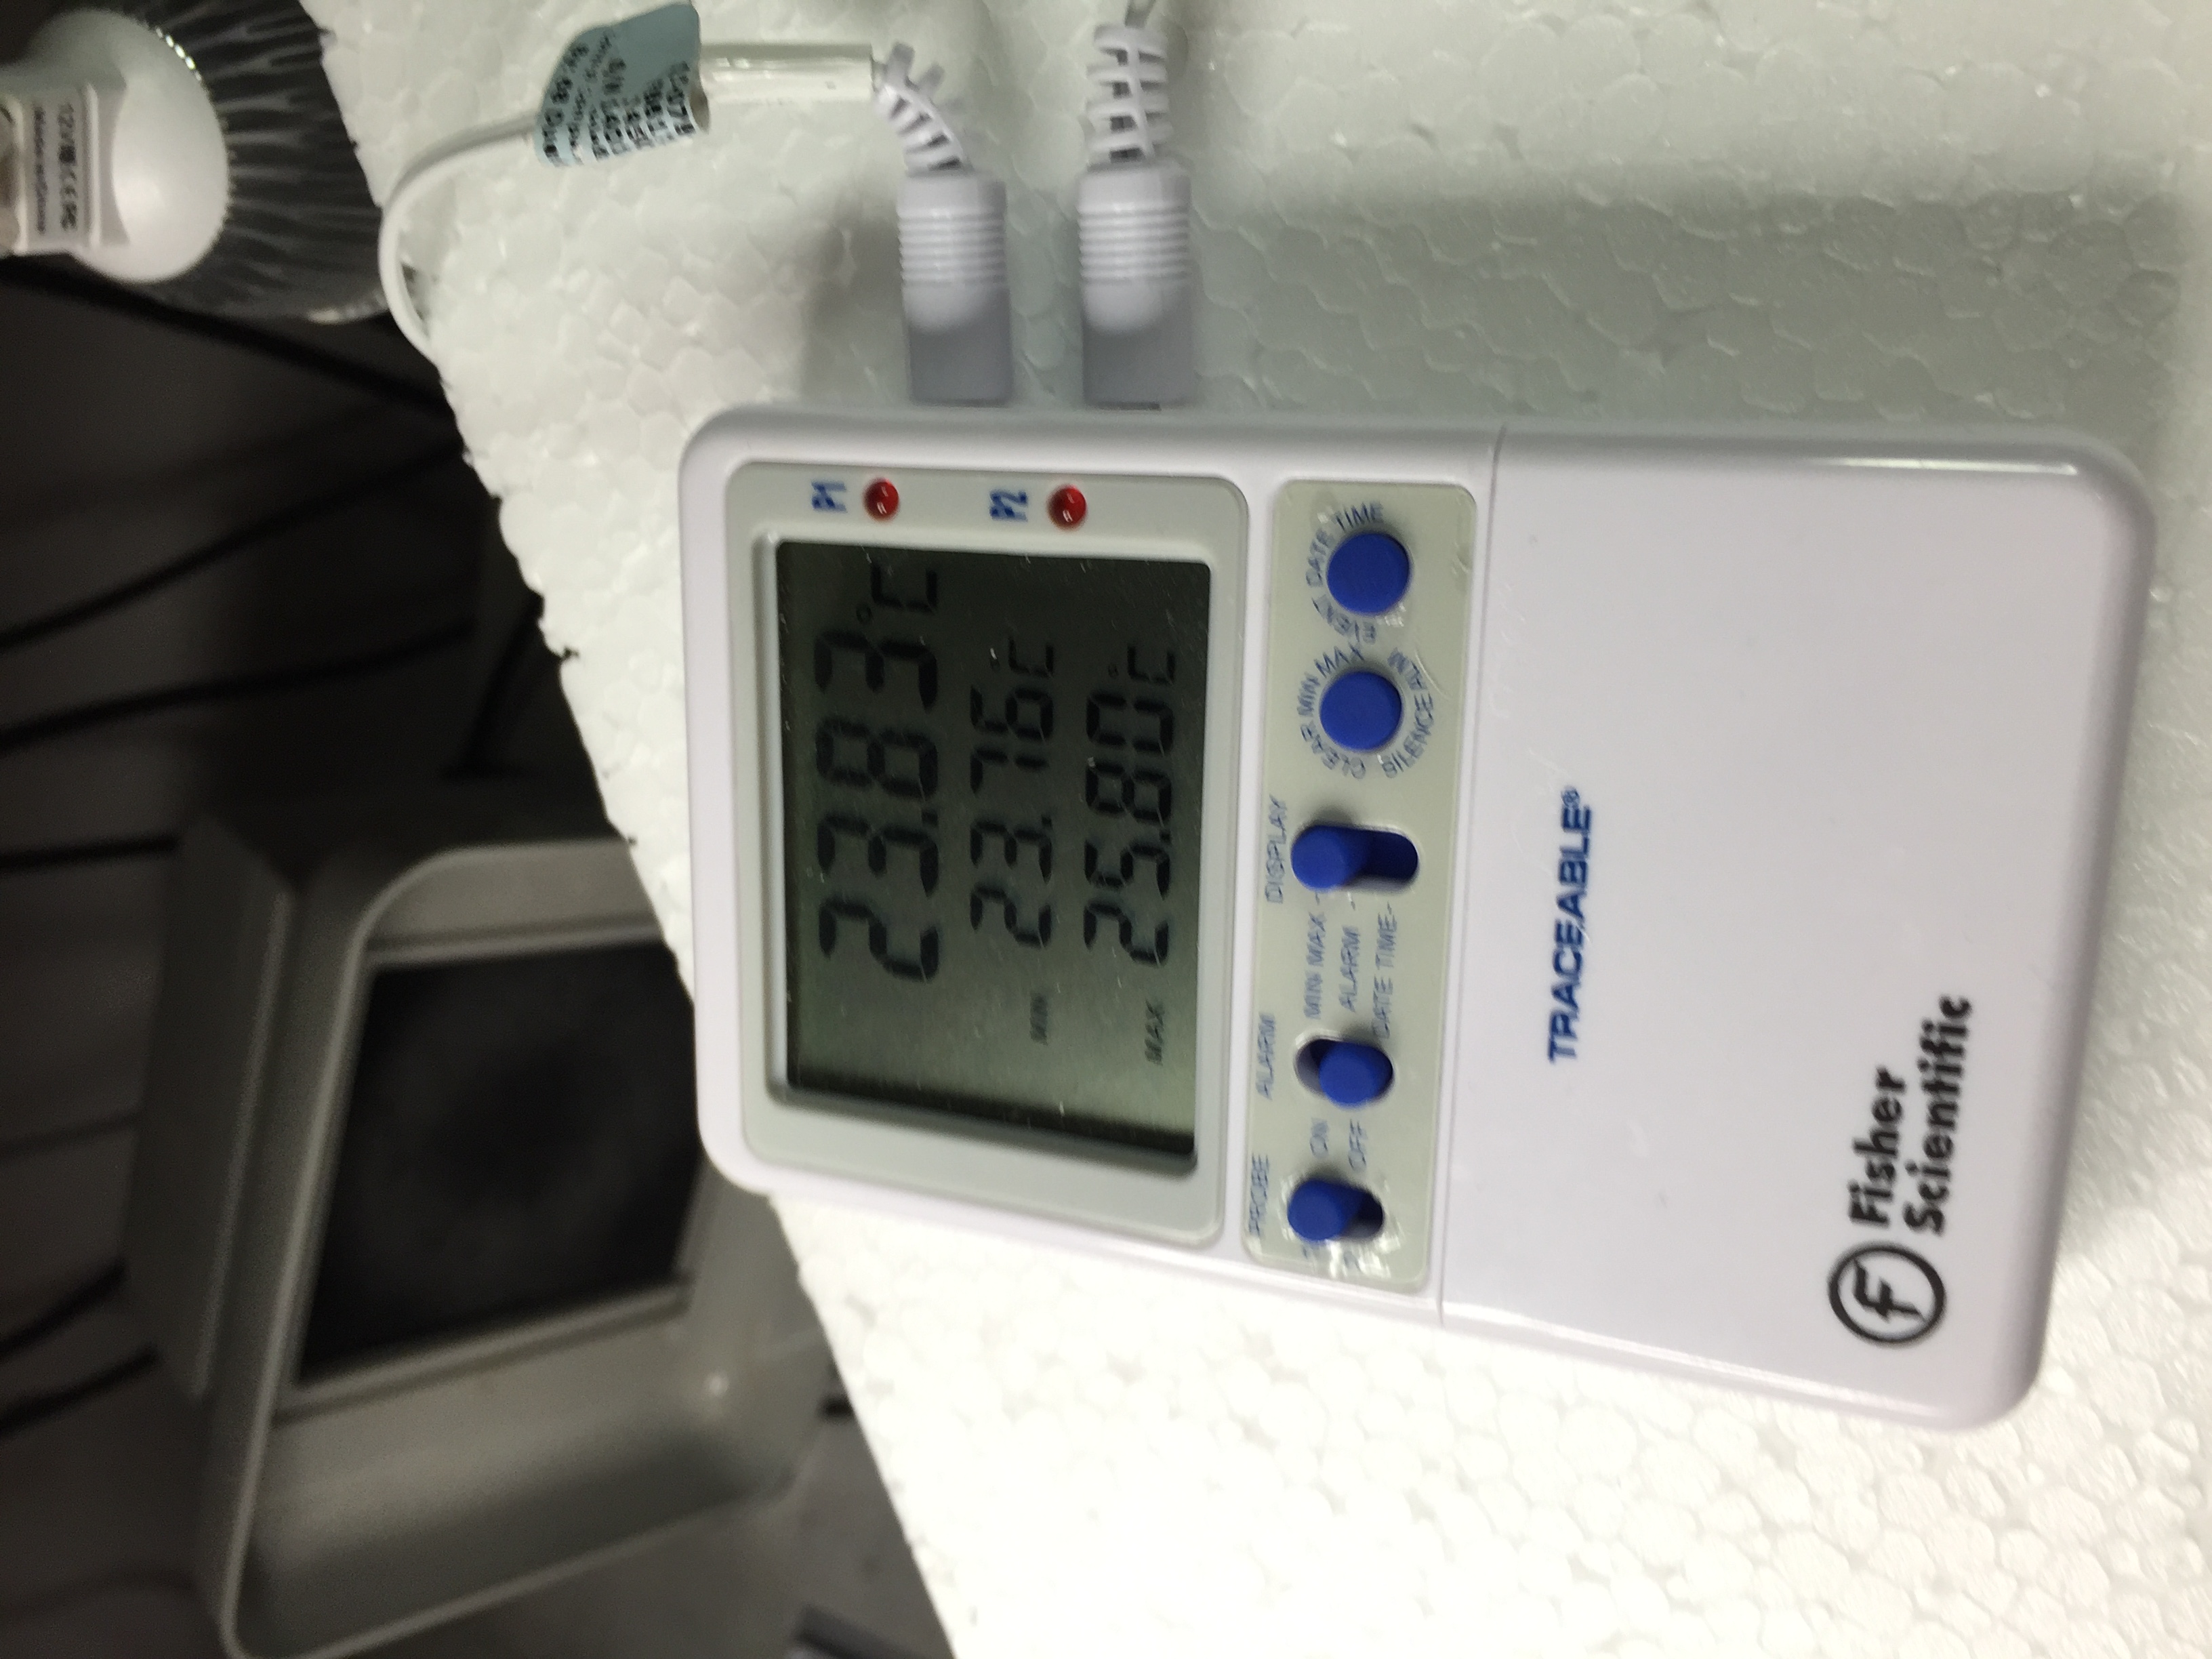 23.83°C
P1
MIN 23.76°C
P2
MAX 25.80°C
PROBE ALARM DISPLAY
ON MIN MAX -
OFF ALARM -
DATE TIME-
CLEAR MIN MAX
SILENCE ALM
EVENT DATE TIME
TRACEABLE®
F Fisher
Scientific